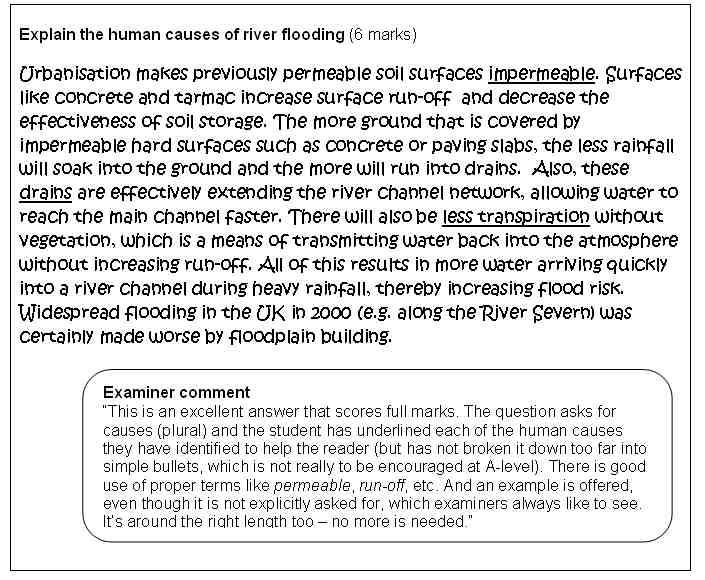 Explain the human causes of river flooding (6 marks)
Urbanisation makes previously permeable soil surfaces impermeable. Surfaces
like concrete and tarmac increase surface run-off and decrease the
effectiveness of soil storage. The more ground that is covered by
impermeable hard surfaces such as concrete or paving slabs, the less rainfall
will soak into the ground and the more will run into drains. Also, these
drains are effectively extending the river channel network, allowing water to
reach the main channel faster. There will also be less transpiration without
vegetation, which is a means of transmitting water back into the atmosphere
without increasing run-off. All of this results in more water arriving quickly
into a river channel during heavy rainfall, thereby increasing flood risk.
Widespread flooding in the UK in 2000 (e.g. along the River Severn) was
certainly made worse by floodplain building.
Examiner comment
“This is an excellent answer that scores full marks. The question asks for
causes (plural) and the student has underlined each of the human causes
they have identified to help the reader (but has not broken it down too far into
simple bullets, which is not really to be encouraged at A-level). There is good
use of proper terms like permeable, run-off, etc. And an example is offered,
even though it is not explicitly asked for, which examiners always like to see.
It’s around the right length too – no more is needed.”